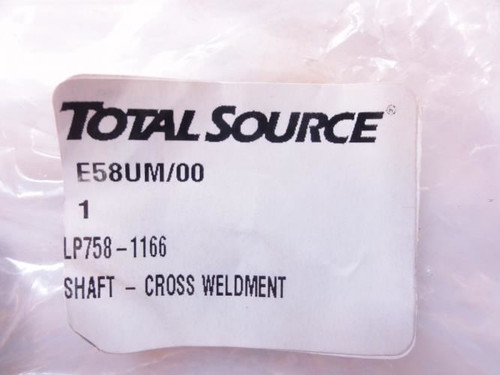 TOTAL SOURCE®
E58UM/00
1
LP758-1166
SHAFT - CROSS WELDMENT